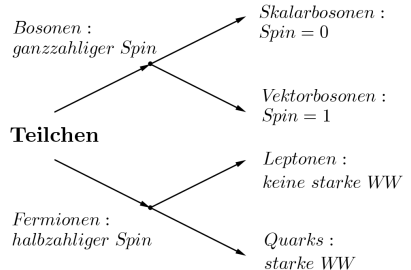 Bosonen :
ganzzahliger Spin
Skalarbosonen :
Spin = 0
Vektorbosonen :
Spin = 1
Teilchen
Leptonen :
keine starke WW
Fermionen :
halbzahliger Spin
Quarks :
starke WW